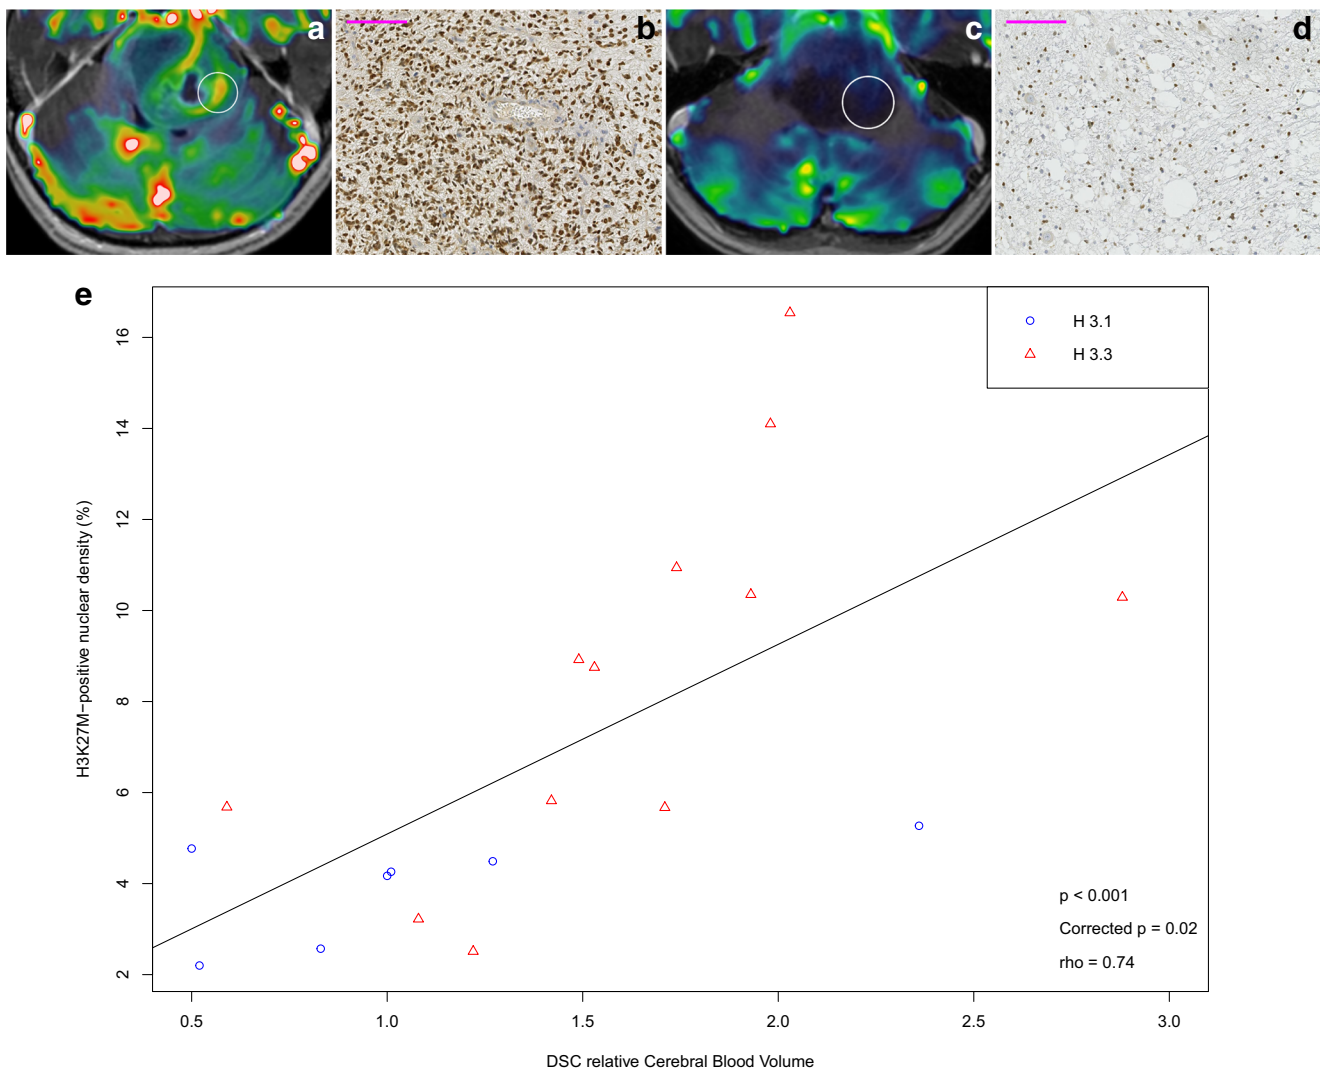 a
b
c
d
e
H 3.1
H 3.3
16
14
12
10
8
6
4
2
H3K27M−positive nuclear density (%)
p < 0.001
Corrected p = 0.02
rho = 0.74
0.5
1.0
1.5
2.0
2.5
3.0
DSC relative Cerebral Blood Volume